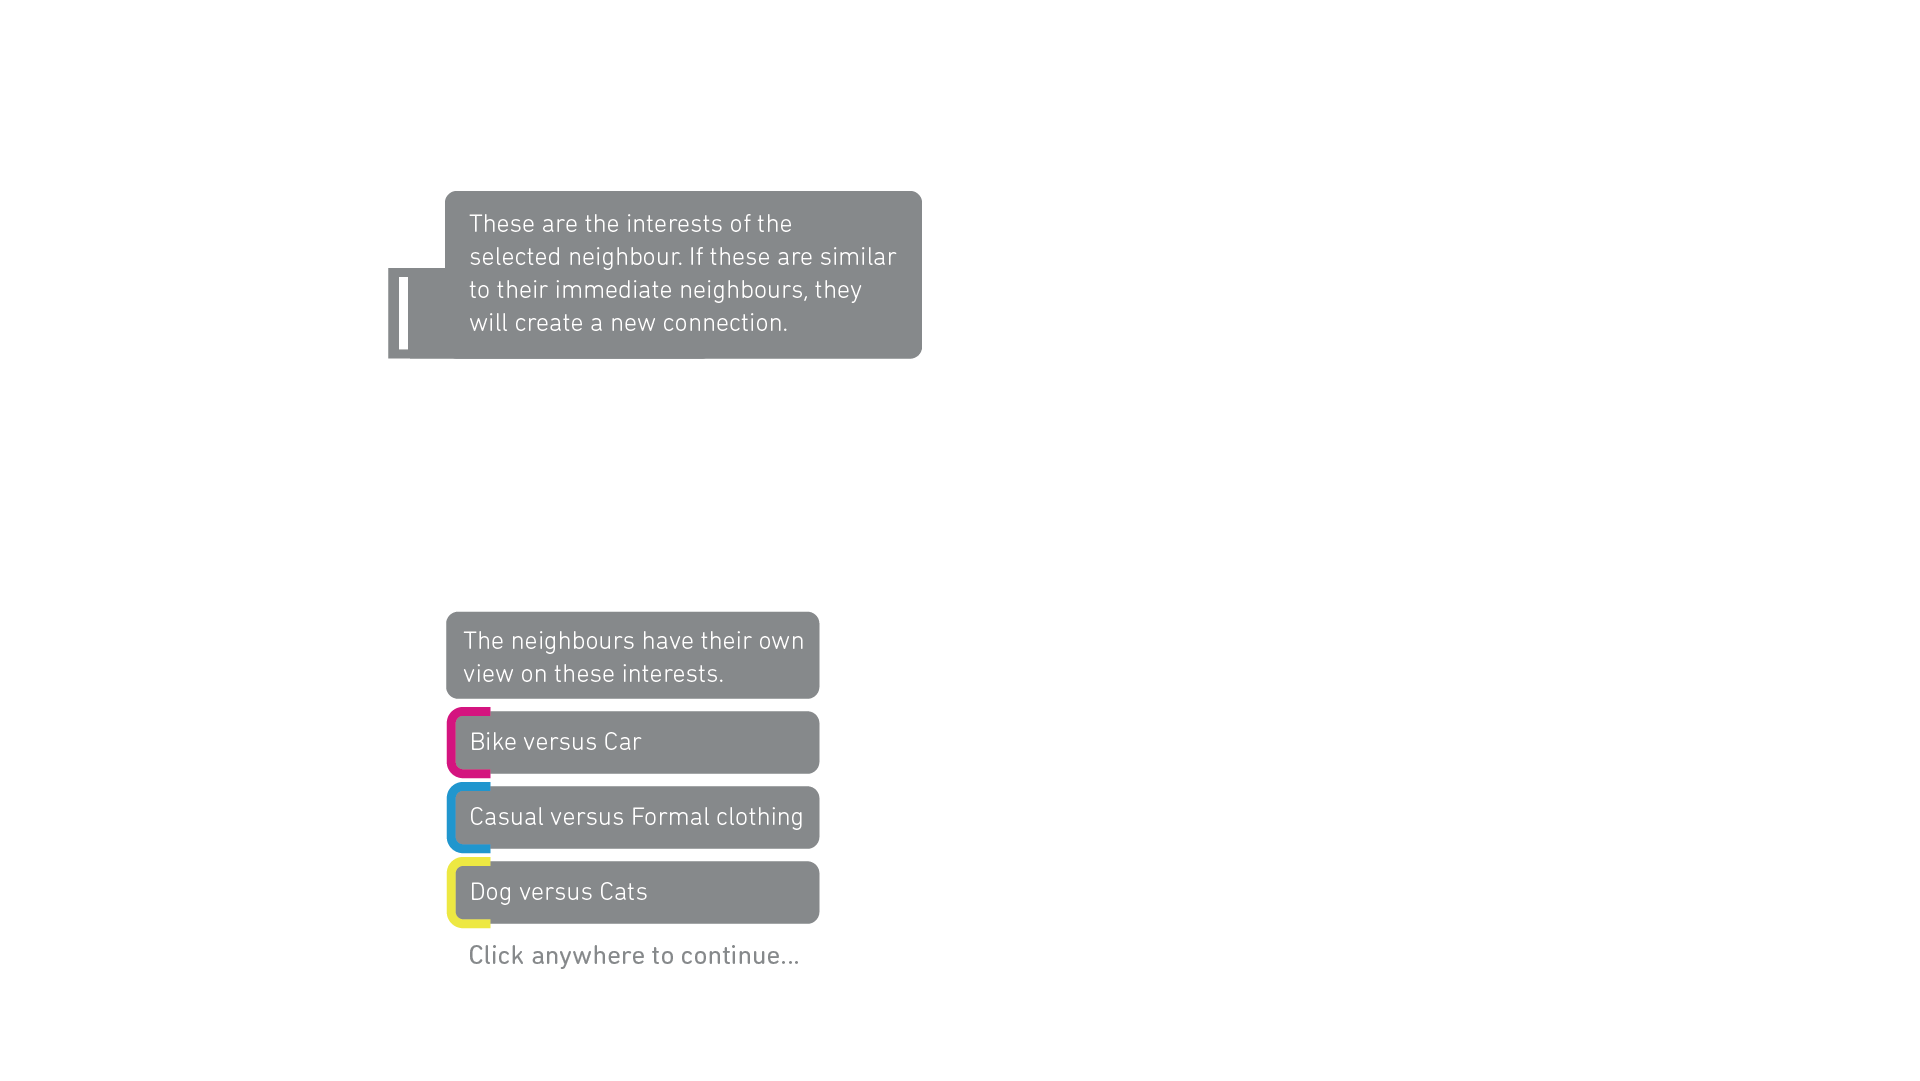 These are the interests of the
selected neighbour. If these are similar
to their immediate neighbours, they
will create a new connection.
The neighbours have their own
view on these interests.
Bike versus Car
Casual versus Formal clothing
Dog versus Cats
Click anywhere to continue...